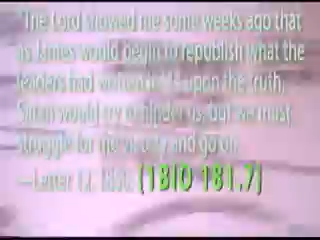 "The Lord showed me some weeks ago that
as James would begin to republish what the
leaders had written upon the truth,
Satan would try to hinder us, but we must
struggle for the victory and go on.
—Letter 12, 1850. (1BIO 181.7)